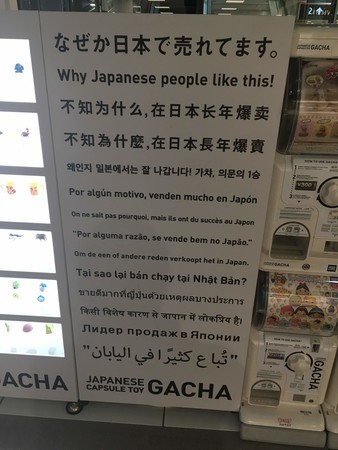 なぜか日本で売れてます。
Why Japanese people like this!
不知为什么,在日本长年爆卖
不知為什麼,在日本長年爆賣
왜인지 일본에서는 잘 나갑니다! 가챠, 의문의 1승
Por algún motivo, venden mucho en Japón
On ne sait pas pourquoi, mais ils ont du succès au Japon
"Por alguma razão, se vende bem no Japão."
Om de een of andere reden verkoopt het in Japan.
Tại sao lại bán chạy tại Nhật Bản?
ขายดีมากที่ญี่ปุ่นด้วยเหตุผลบางประการ
किसी विशेष कारण से जापान में लोकप्रिय है।
Лидер продаж в Японии
"تُباع كثيرًا في اليابان"
JAPANESE
CAPSULE TOY GACHA
GACHA
GACHA
GACHA
GACHA
¥300